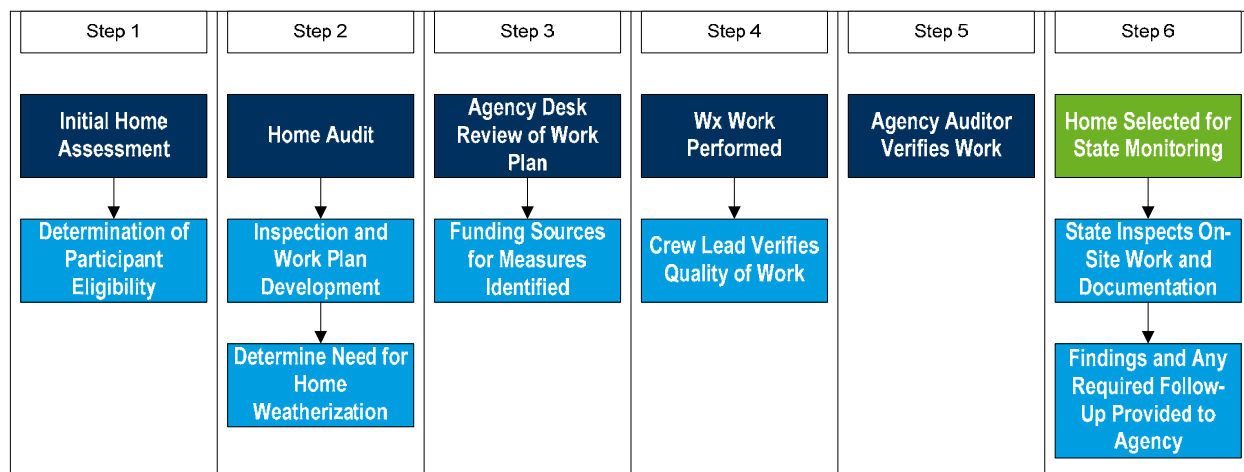 Step 1
Step 2
Step 3
Step 4
Step 5
Step 6
Initial Home
Assessment
Home Audit
Agency Desk
Review of Work
Plan
Wx Work
Performed
Agency Auditor
Verifies Work
Home Selected for
State Monitoring
Determination of
Participant
Eligibility
Inspection and
Work Plan
Development
Funding Sources
for Measures
Identified
Crew Lead Verifies
Quality of Work
State Inspects On-
Site Work and
Documentation
Determine Need for
Home
Weatherization
Findings and Any
Required Follow-
Up Provided to
Agency